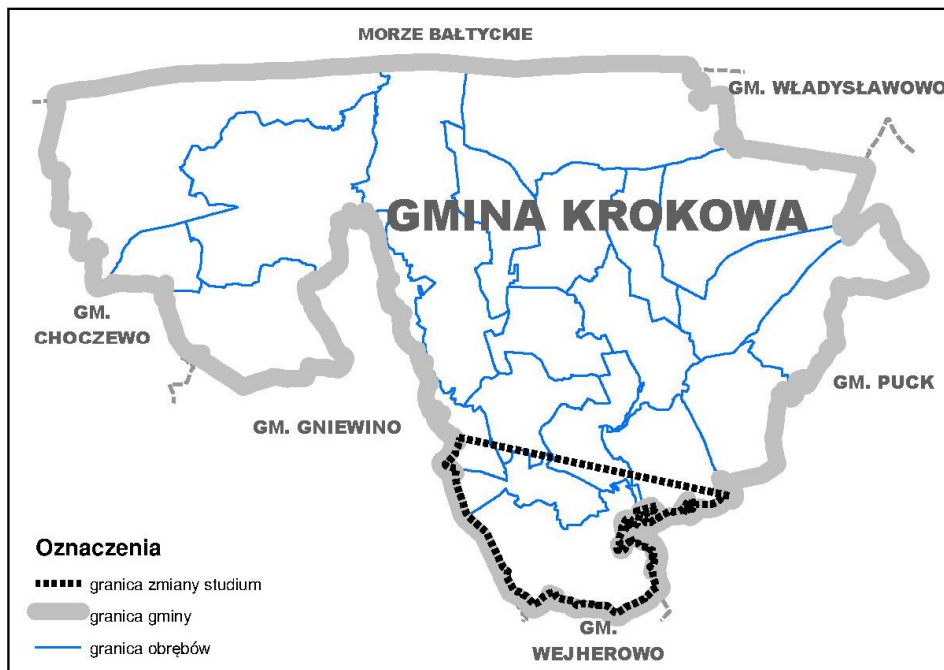 MORZE BAŁTYCKIE
GM. WŁADYSŁAWOWO
GMINA KROKOWA
GM.
CHOCZEWO
GM. PUCK
GM. GNIEWINO
Oznaczenia
granica zmiany studium
granica gminy
granica obrębów
GM.
WEJHEROWO